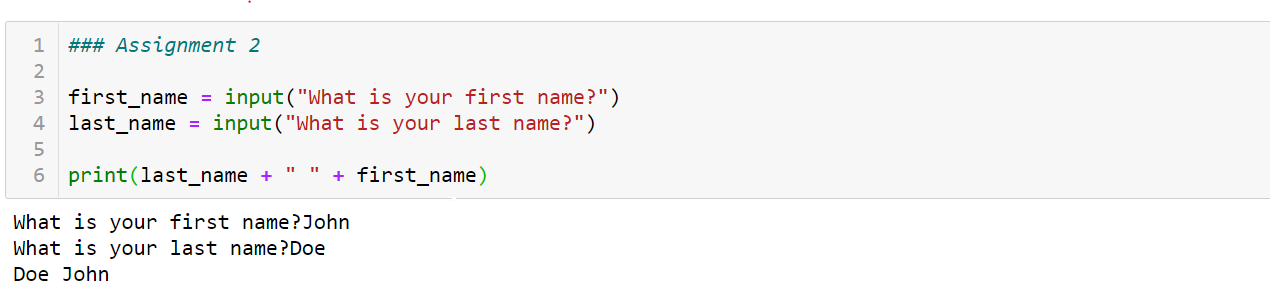 1 ### Assignment 2
2
3 first_name = input("What is your first name?")
4 last_name = input("What is your last name?")
5
6 print(last_name + " " + first_name)
What is your first name?John
What is your last name?Doe
Doe John